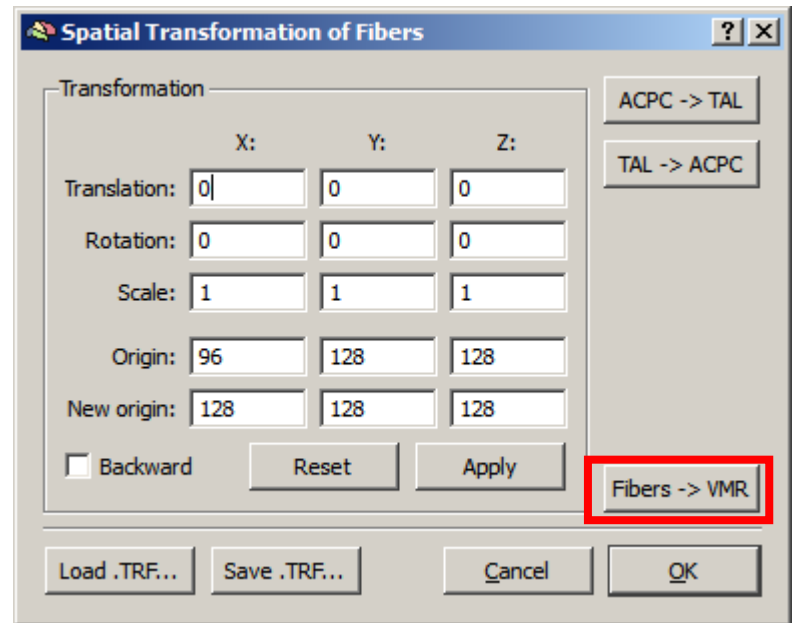 Spatial Transformation of Fibers ? ×
Transformation
ACPC -> TAL
X: Y: Z:
TAL -> ACPC
Translation: 0 0 0
Rotation: 0 0 0
Scale: 1 1 1
Origin: 96 128 128
New origin: 128 128 128
Backward Reset Apply
Fibers -> VMR
Load .TRF... Save .TRF... Cancel OK